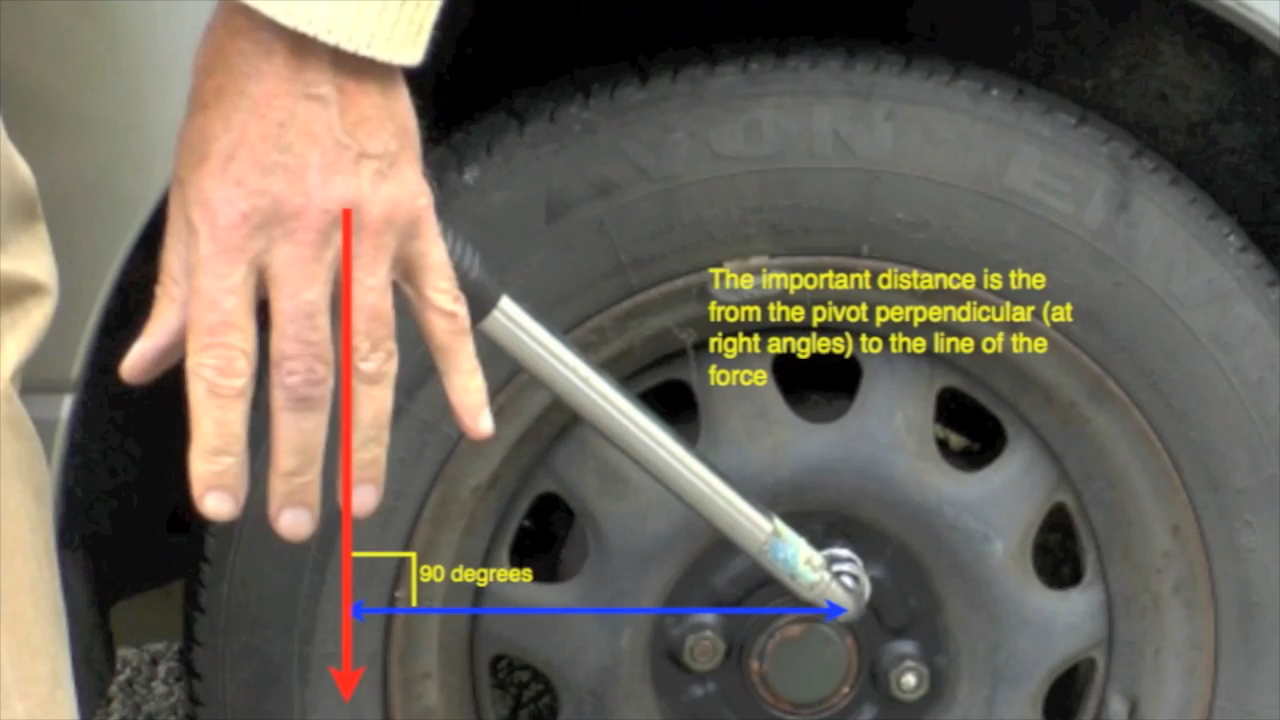 AVON
The important distance is the
from the pivot perpendicular (at
right angles) to the line of the
force
90 degrees